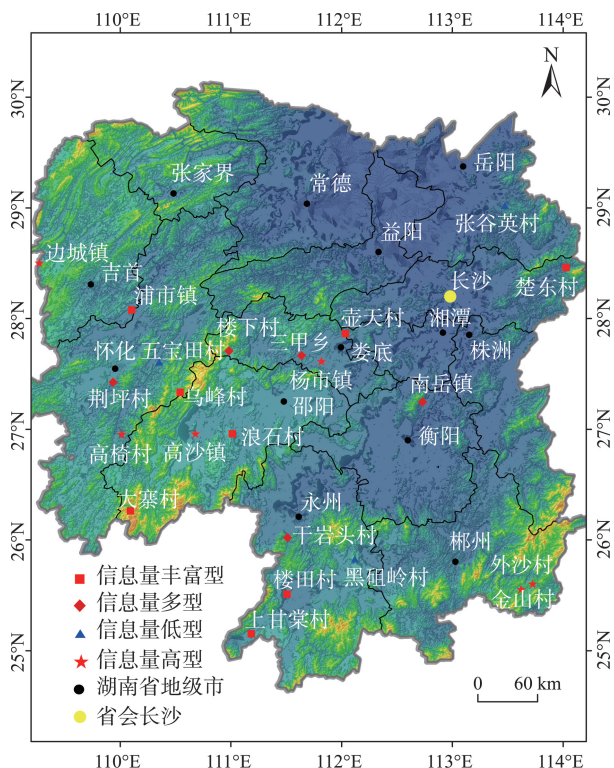 110°E 111°E 112°E 113°E 114°E
N
30°N 30°N
岳阳
张家界
常德
29°N 29°N
张谷英村
益阳
边城镇
吉首
长沙
楚东村
浦市镇
28°N 28°N
楼下村
壶天村
湘潭
三甲乡
株洲
怀化
五宝田村
娄底
杨市镇
南岳镇
荆坪村
乌峰村
邵阳
27°N 27°N
高椅村
高沙镇
浪石村
衡阳
大寨村
永州
26°N 26°N
干岩头村
郴州
外沙村
楼田村
黑砠岭村
金山村
上甘棠村
25°N 25°N
信息量丰富型
信息量多型
信息量低型
信息量高型
湖南省地级市
省会长沙
0 60 km
110°E 111°E 112°E 113°E 114°E